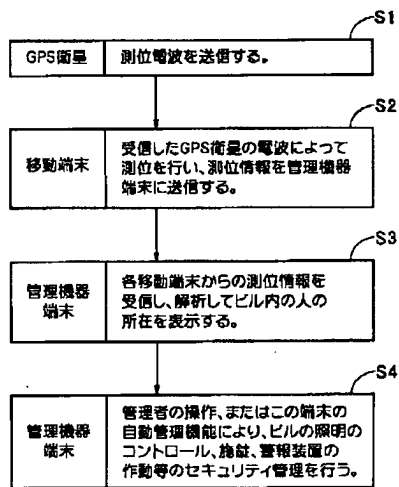 S1
GPS衛星
測位電波を送信する。
S2
移動端末
受信したGPS衛星の電波によって
測位を行い、測位情報を管理機器
端末に送信する。
S3
管理機器
端末
各移動端末からの測位情報を
受信し、解析してビル内の人の
所在を表示する。
S4
管理機器
端末
管理者の操作、またはこの端末の
自動管理機能により、ビルの照明の
コントロール、施錠、警報装置の
作動等のセキュリティ管理を行う。